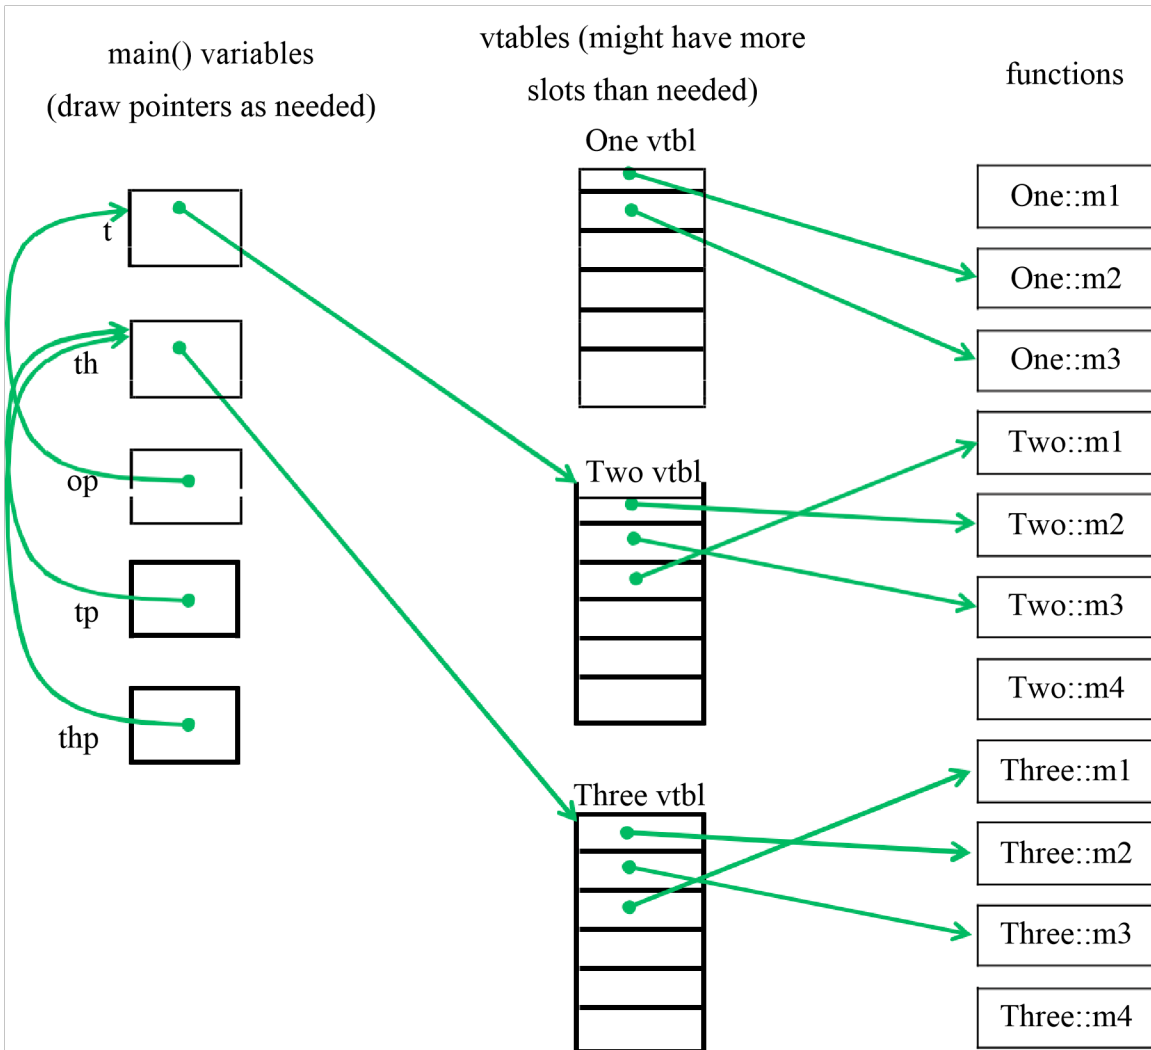 main() variables
(draw pointers as needed)
vtables (might have more
slots than needed)
functions
One vtbl
t
th
op
tp
thp
Two vtbl
Three vtbl
One::m1
One::m2
One::m3
Two::m1
Two::m2
Two::m3
Two::m4
Three::m1
Three::m2
Three::m3
Three::m4